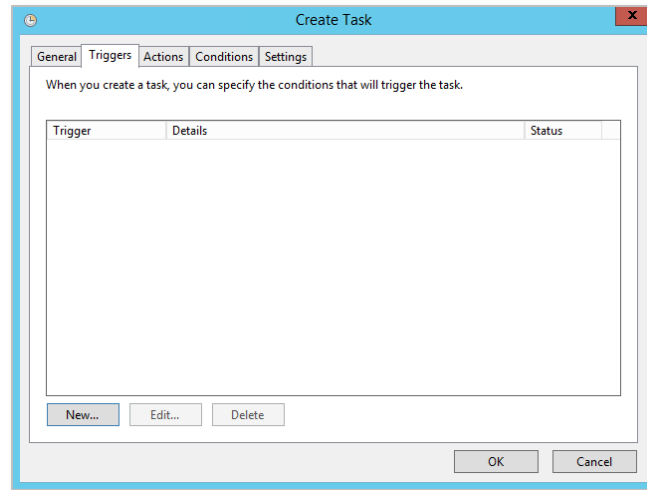 Create Task
x
General Triggers Actions Conditions Settings
When you create a task, you can specify the conditions that will trigger the task.
Trigger Details Status
New... Edit... Delete
OK Cancel